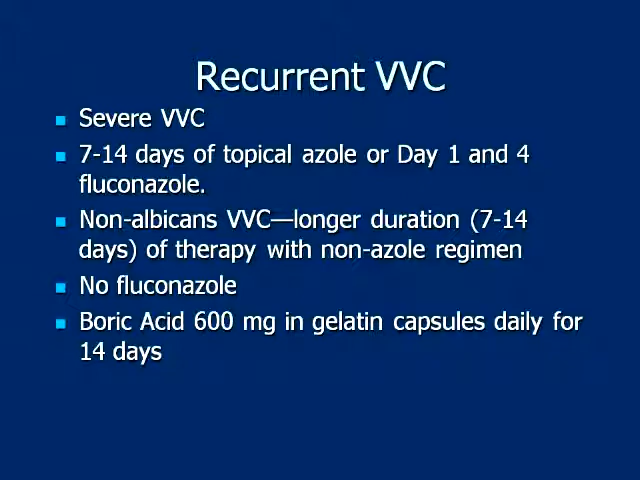 Recurrent VVC
Severe VVC
7-14 days of topical azole or Day 1 and 4
fluconazole.
Non-albicans VVC—longer duration (7-14
days) of therapy with non-azole regimen
No fluconazole
Boric Acid 600 mg in gelatin capsules daily for
14 days